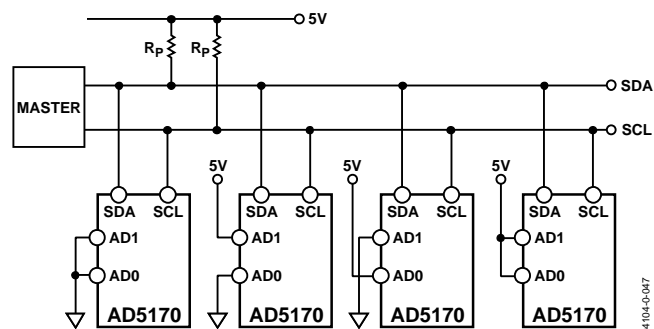 5V
RP RP
MASTER
SDA
SCL
5V 5V 5V
SDA SCL SDA SCL SDA SCL SDA SCL
AD1 AD1 AD1 AD1
AD0 AD0 AD0 AD0
AD5170 AD5170 AD5170 AD5170
4104-0-047